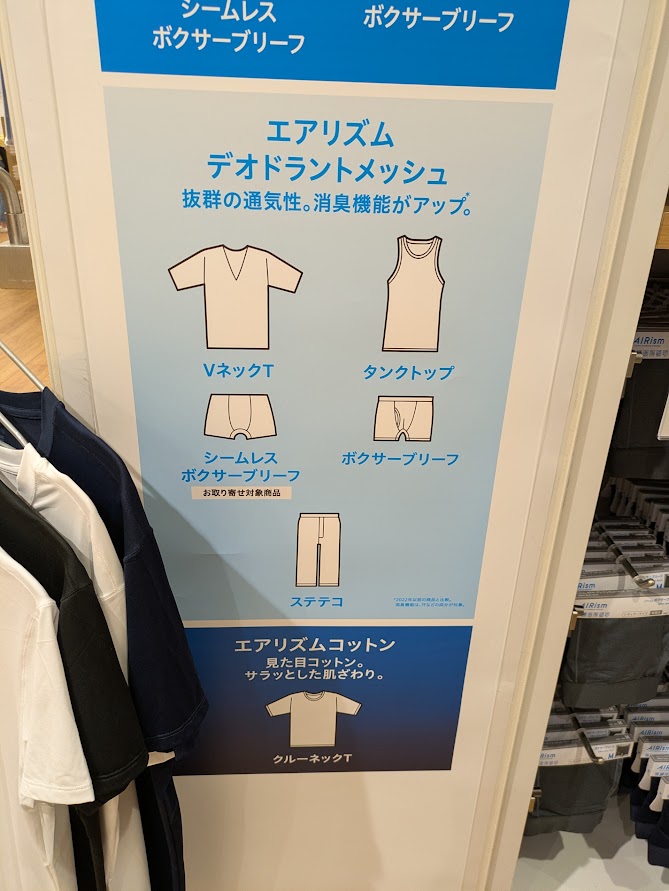 シームレス
ボクサーブリーフ
ボクサーブリーフ
エアリズム
デオドラントメッシュ
抜群の通気性。消臭機能がアップ。*
VネックT
タンクトップ
シームレス
ボクサーブリーフ
お取り寄せ対象商品
ボクサーブリーフ
ステテコ
エアリズムコットン
見た目コットン。
サラッとした肌ざわり。
クルーネックT
AIRism
AIRism
AIRism
M